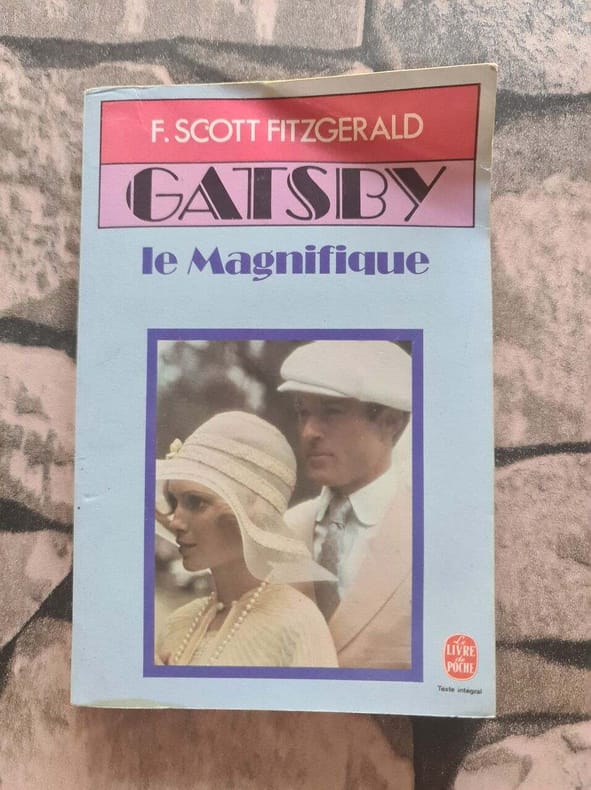 F. SCOTT FITZGERALD
GATSBY
le Magnifique
Le
LIVRE
de
POCHE
Texte intégral